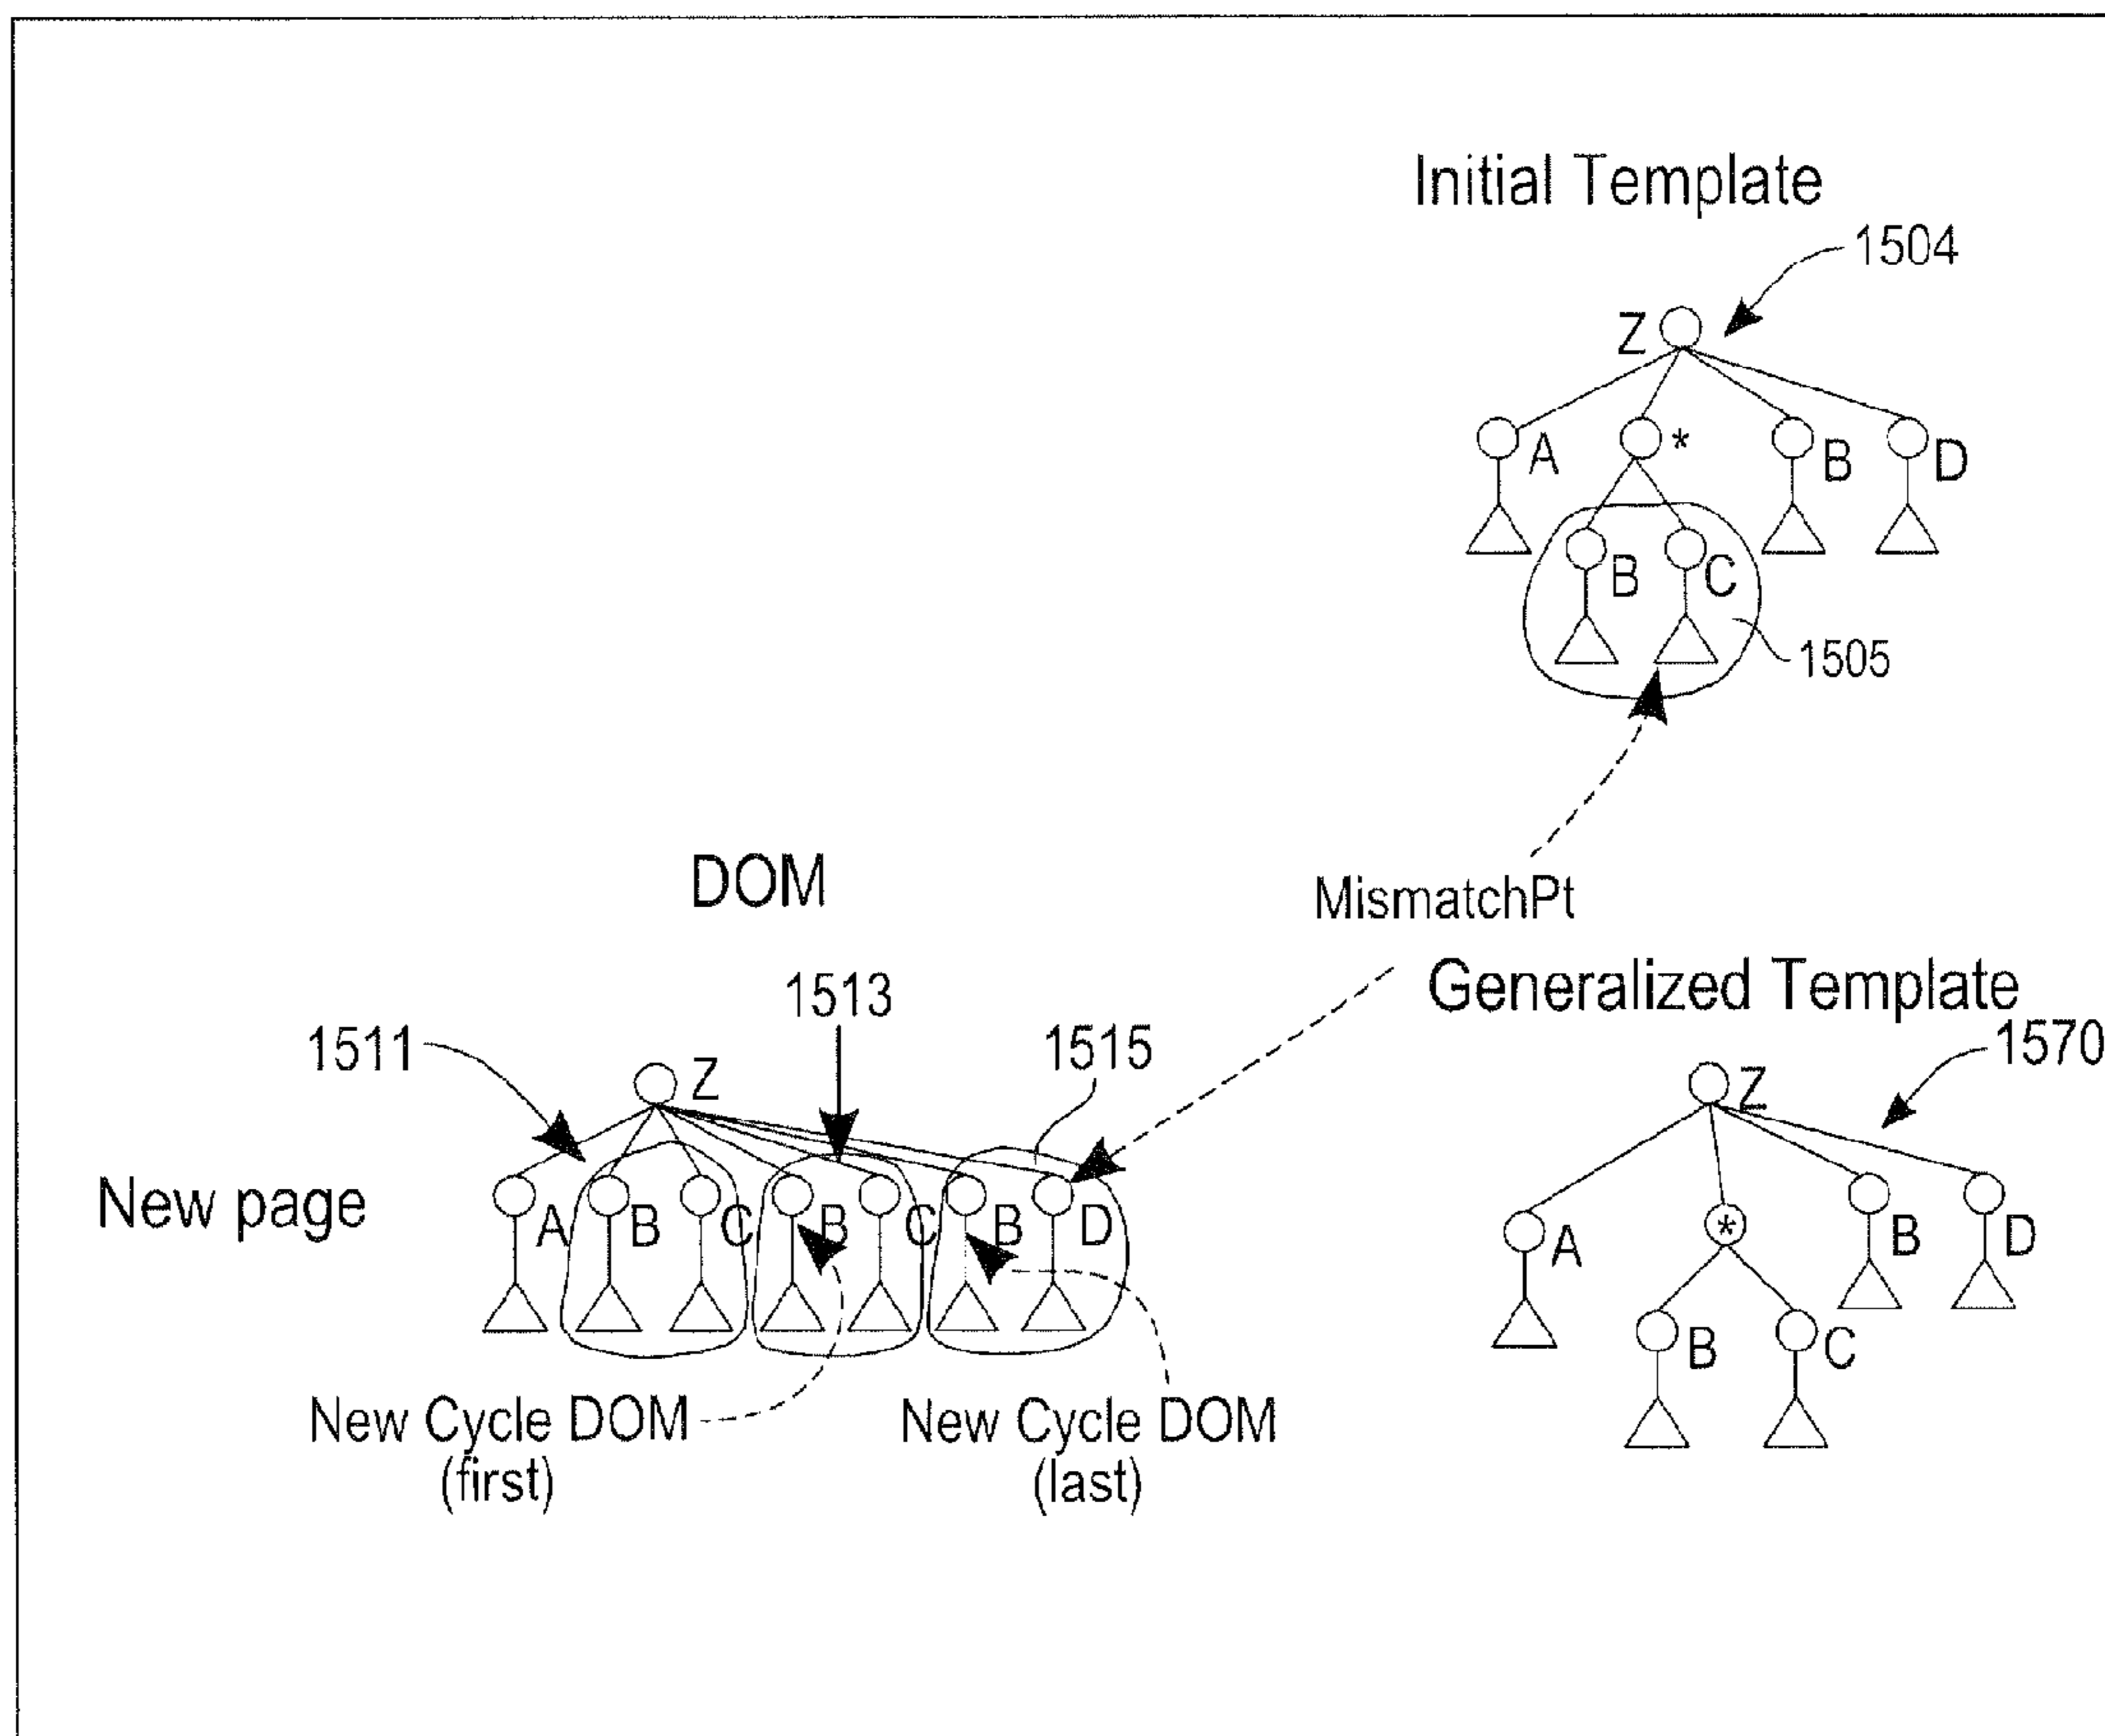 Initial Template
1504
Z
A
*
B
D
B
C
1505
DOM
MismatchPt
Generalized Template
1513
1511
1515
1570
Z
Z
New page
A
B
C
B
C
B
D
A
*
B
D
B
C
New Cycle DOM
(first)
New Cycle DOM
(last)